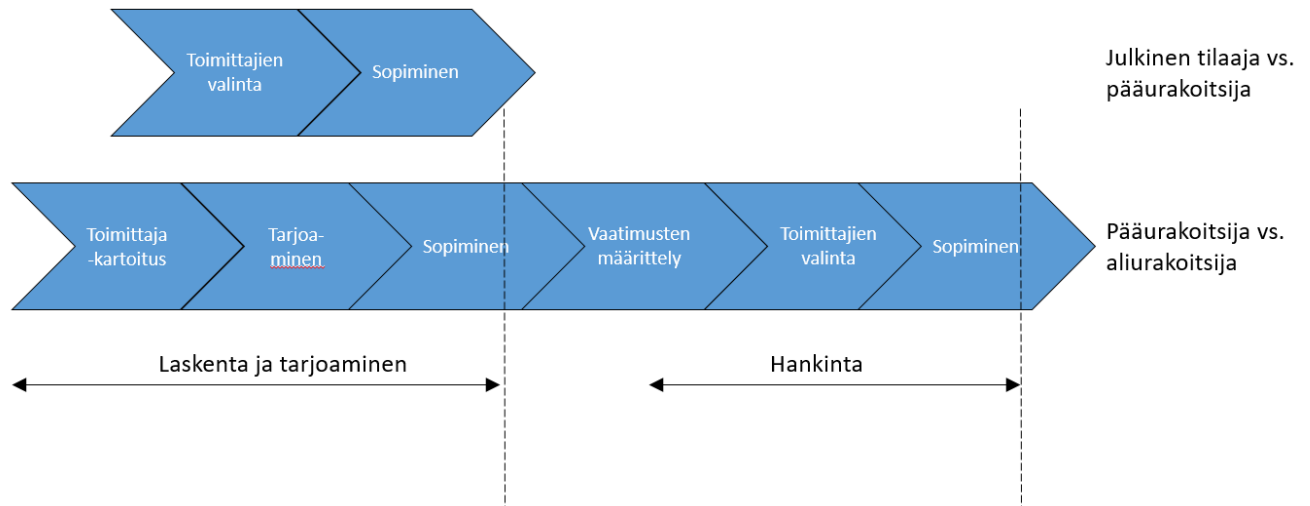 Toimittajien
valinta
Sopiminen
Julkinen tilaaja vs.
pääurakoitsija
Toimittaja
-kartoitus
Tarjoa-
minen
Sopiminen
Vaatimusten
määrittely
Toimittajien
valinta
Sopiminen
Pääurakoitsija vs.
aliurakoitsija
Laskenta ja tarjoaminen
Hankinta